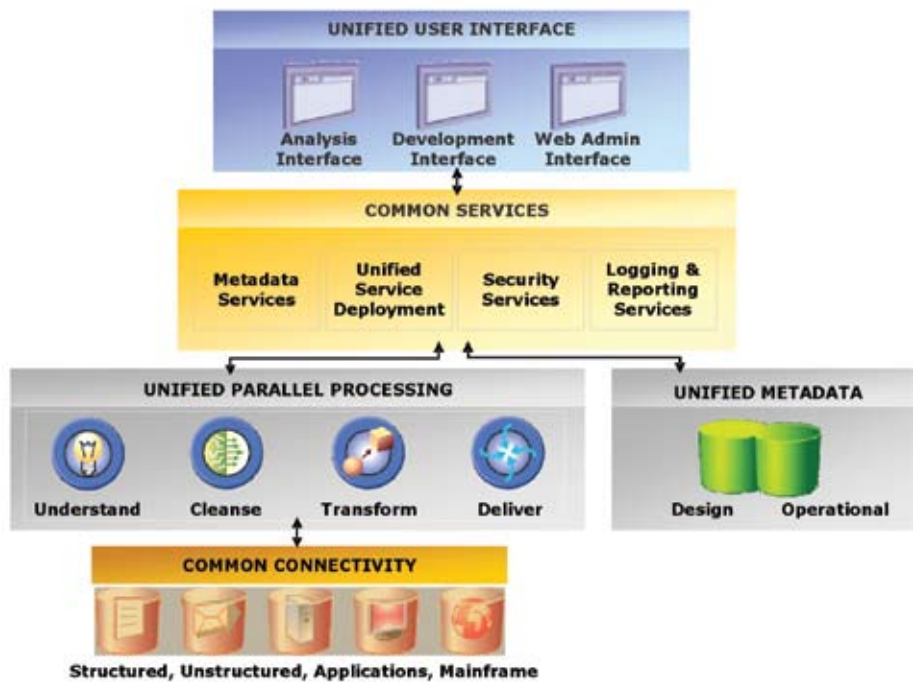 UNIFIED USER INTERFACE
Analysis
Interface
Development
Interface
Web Admin
Interface
COMMON SERVICES
Metadata
Services
Unified
Service
Deployment
Security
Services
Logging &
Reporting
Services
UNIFIED PARALLEL PROCESSING
Understand
Cleanse
Transform
Deliver
UNIFIED METADATA
Design
Operational
COMMON CONNECTIVITY
Structured, Unstructured, Applications, Mainframe